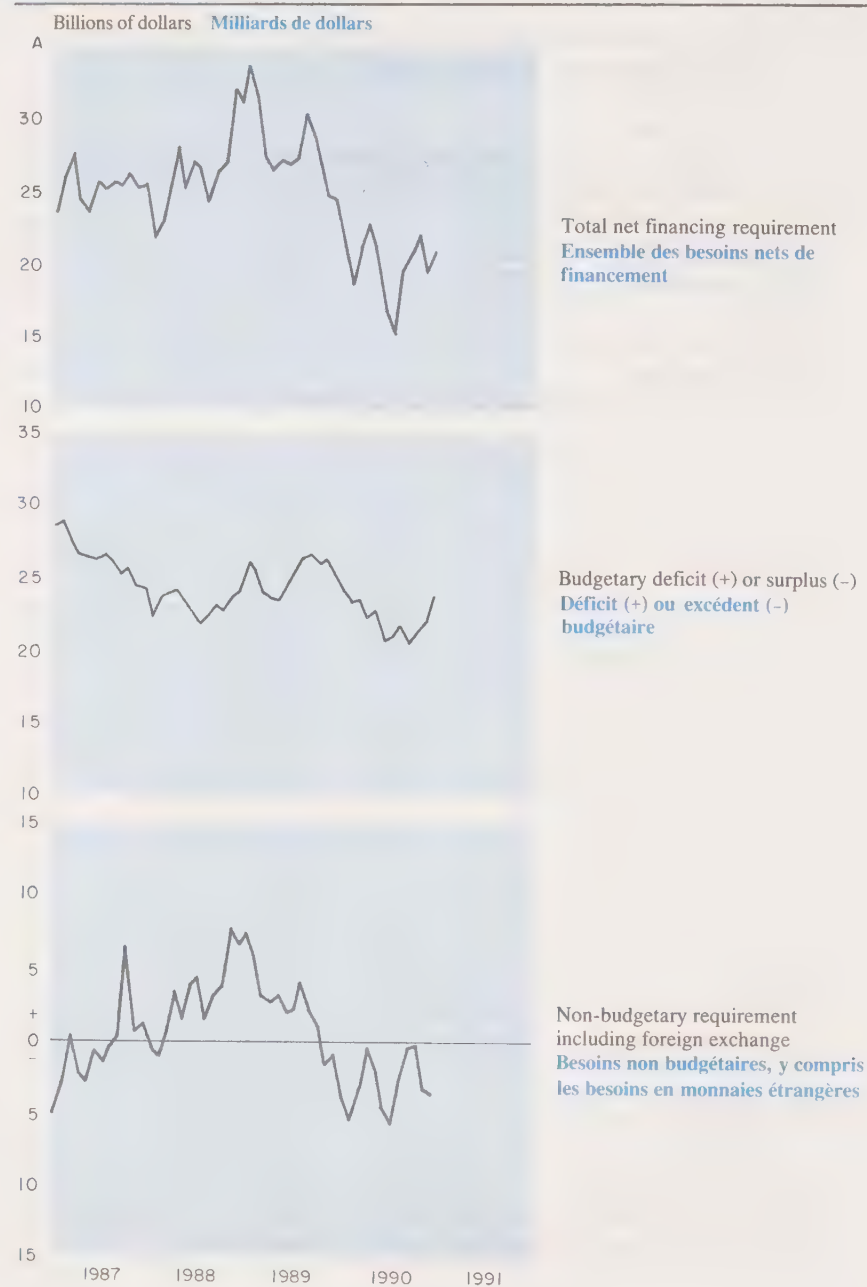 Billions of dollars Milliards de dollars
A
30
25
20
15
10
Total net financing requirement
Ensemble des besoins nets de
financement
35
30
25
20
15
10
Budgetary deficit (+) or surplus (-)
Déficit (+) ou excédent (-)
budgétaire
15
10
5
+
0
-
5
10
15
Non-budgetary requirement
including foreign exchange
Besoins non budgétaires, y compris
les besoins en monnaies étrangères
1987 1988 1989 1990 1991